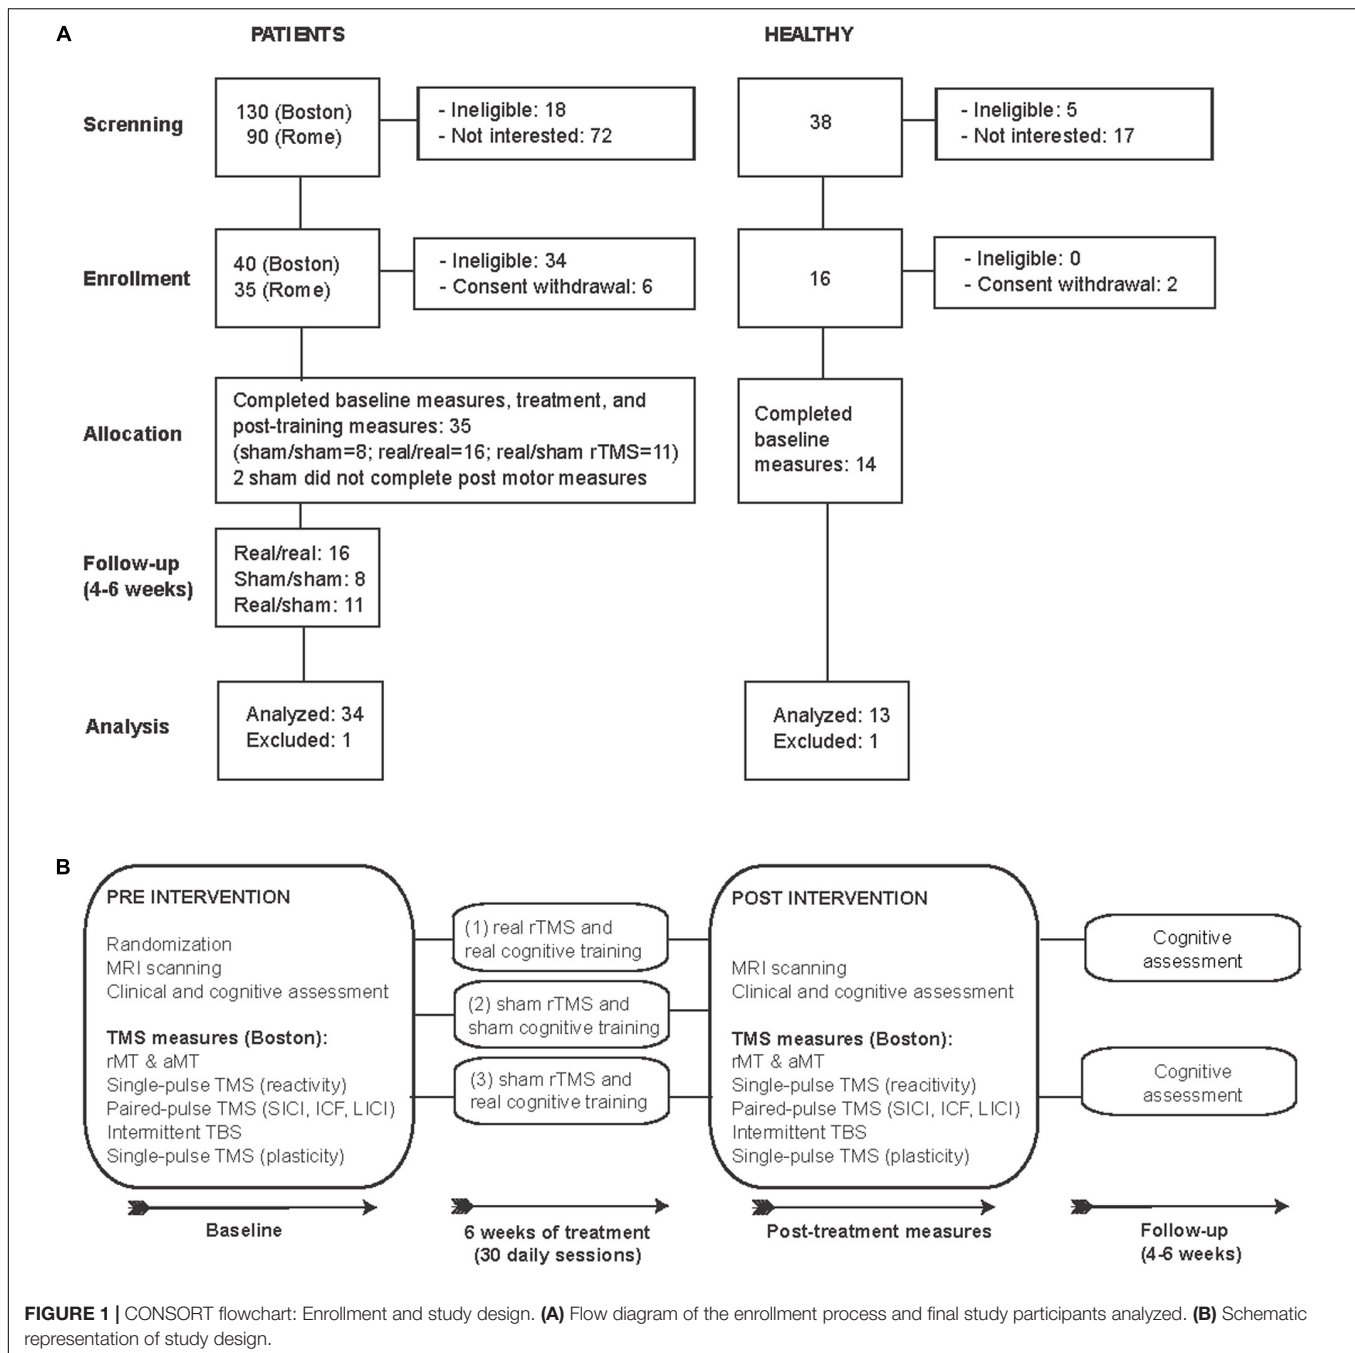 A
PATIENTS
HEALTHY
Screnning
130 (Boston)
90 (Rome)
- Ineligible: 18
- Not interested: 72
38
- Ineligible: 5
- Not interested: 17
Enrollment
40 (Boston)
35 (Rome)
- Ineligible: 34
- Consent withdrawal: 6
16
- Ineligible: 0
- Consent withdrawal: 2
Allocation
Completed baseline measures, treatment, and
post-training measures: 35
(sham/sham=8; real/real=16; real/sham rTMS=11)
2 sham did not complete post motor measures
Completed
baseline
measures: 14
Follow-up
(4-6 weeks)
Real/real: 16
Sham/sham: 8
Real/sham: 11
Analysis
Analyzed: 34
Excluded: 1
Analyzed: 13
Excluded: 1
B
PRE INTERVENTION
Randomization
MRI scanning
Clinical and cognitive assessment
TMS measures (Boston):
rMT & aMT
Single-pulse TMS (reactivity)
Paired-pulse TMS (SICI, ICF, LICI)
Intermittent TBS
Single-pulse TMS (plasticity)
(1) real rTMS and
real cognitive training
(2) sham rTMS and
sham cognitive training
(3) sham rTMS and
real cognitive training
POST INTERVENTION
MRI scanning
Clinical and cognitive assessment
TMS measures (Boston):
rMT & aMT
Single-pulse TMS (reacitivity)
Paired-pulse TMS (SICI, ICF, LICI)
Intermittent TBS
Single-pulse TMS (plasticity)
Cognitive
assessment
Cognitive
assessment
Baseline
6 weeks of treatment
(30 daily sessions)
Post-treatment measures
Follow-up
(4-6 weeks)
FIGURE 1 | CONSORT flowchart: Enrollment and study design. (A) Flow diagram of the enrollment process and final study participants analyzed. (B) Schematic
representation of study design.